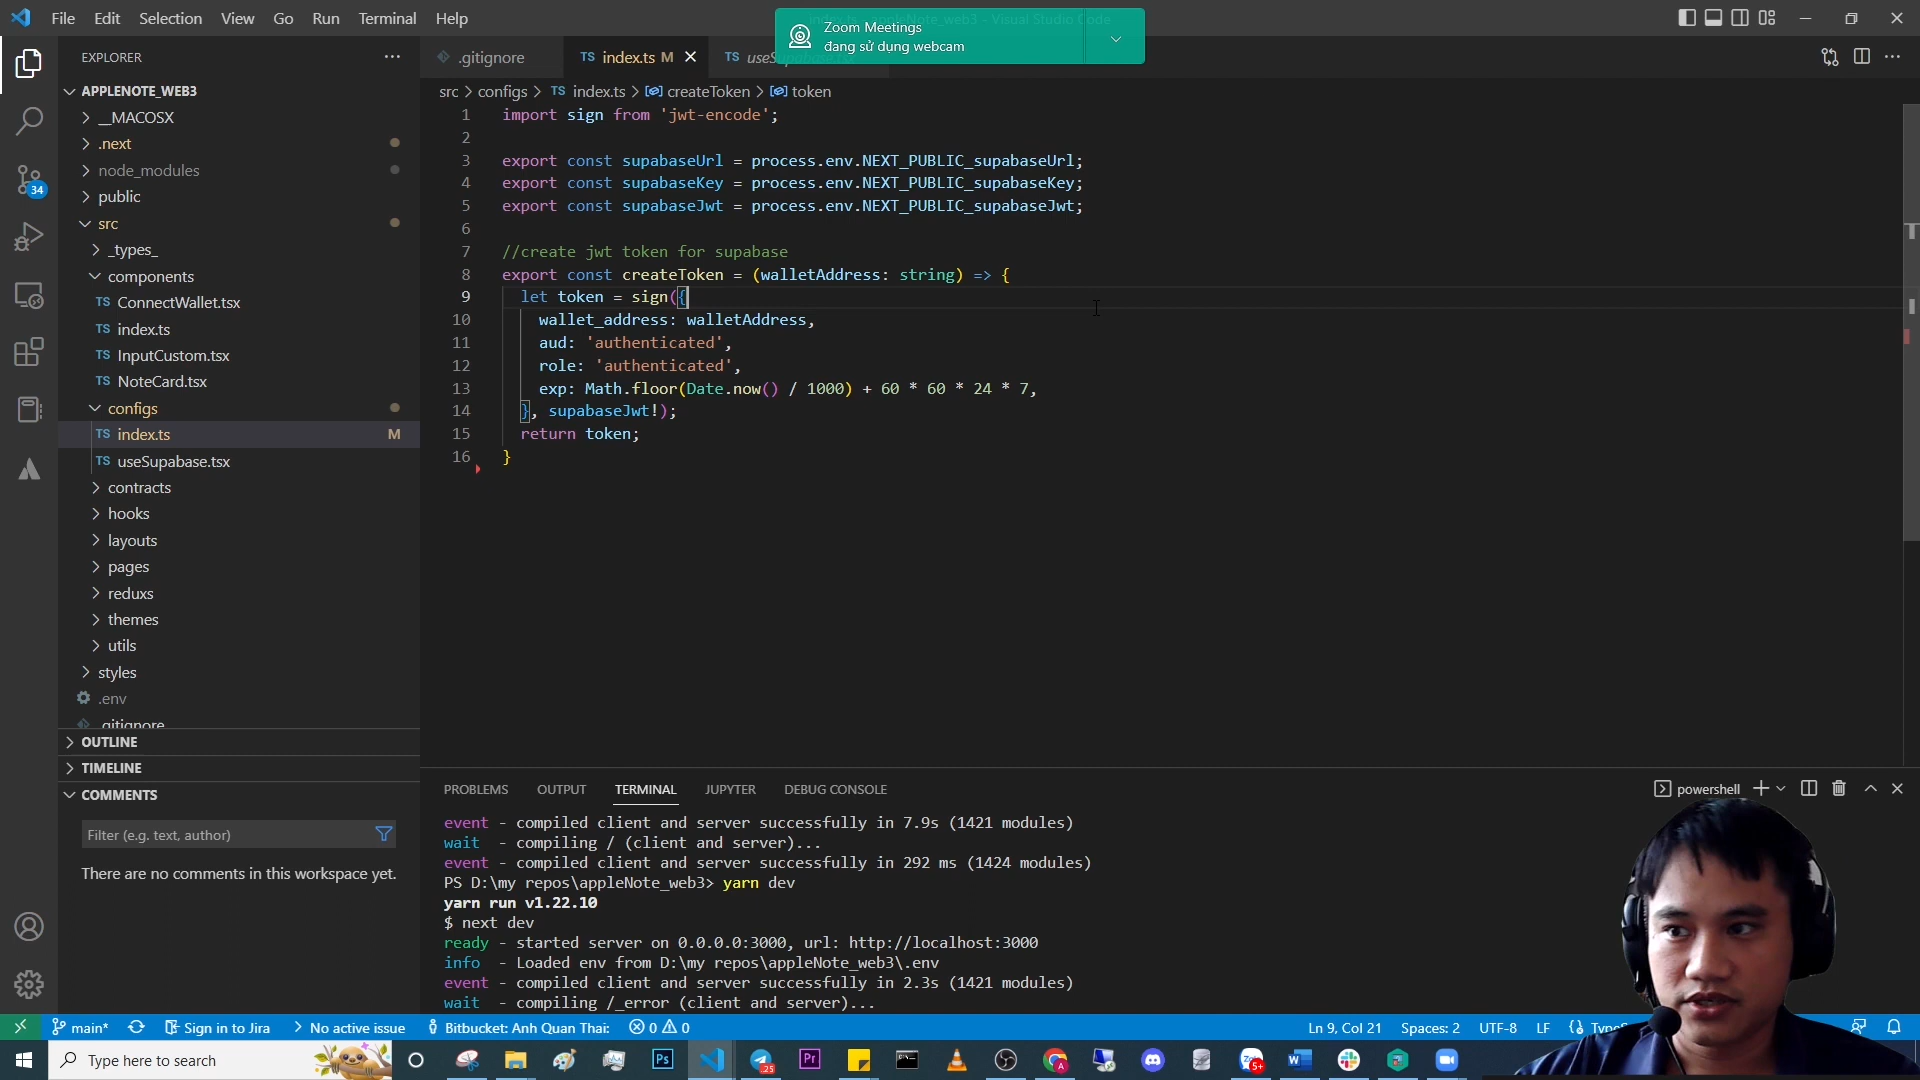 File Edit Selection View Go Run Terminal Help
Zoom Meetings
đang sử dụng webcam
EXPLORER
APPLENOTE_WEB3
__MACOSX
.next
node_modules
public
src
_types_
components
TS ConnectWallet.tsx
TS index.ts
TS InputCustom.tsx
TS NoteCard.tsx
configs
TS index.ts M
TS useSupabase.tsx
contracts
hooks
layouts
pages
reduxs
themes
utils
styles
.env
.gitignore
OUTLINE
TIMELINE
COMMENTS
Filter (e.g. text, author)
There are no comments in this workspace yet.
34
.gitignore TS index.ts M TS
src > configs > TS index.ts > createToken > token
1 import sign from 'jwt-encode';
2
3 export const supabaseUrl = process.env.NEXT_PUBLIC_supabaseUrl;
4 export const supabaseKey = process.env.NEXT_PUBLIC_supabaseKey;
5 export const supabaseJwt = process.env.NEXT_PUBLIC_supabaseJwt;
6
7 //create jwt token for supabase
8 export const createToken = (walletAddress: string) => {
9 let token = sign({
10 wallet_address: walletAddress,
11 aud: 'authenticated',
12 role: 'authenticated',
13 exp: Math.floor(Date.now() / 1000) + 60 * 60 * 24 * 7,
14 }, supabaseJwt!);
15 return token;
16 }
PROBLEMS OUTPUT TERMINAL JUPYTER DEBUG CONSOLE
powershell
event - compiled client and server successfully in 7.9s (1421 modules)
wait - compiling / (client and server)...
event - compiled client and server successfully in 292 ms (1424 modules)
PS D:\my repos\appleNote_web3> yarn dev
yarn run v1.22.10
$ next dev
ready - started server on 0.0.0.0:3000, url: http://localhost:3000
info - Loaded env from D:\my repos\appleNote_web3\.env
event - compiled client and server successfully in 2.3s (1421 modules)
wait - compiling /_error (client and server)...
main* Sign in to Jira No active issue Bitbucket: Anh Quan Thai: 0 0
Ln 9, Col 21 Spaces: 2 UTF-8 LF
Type here to search
Ps Pr